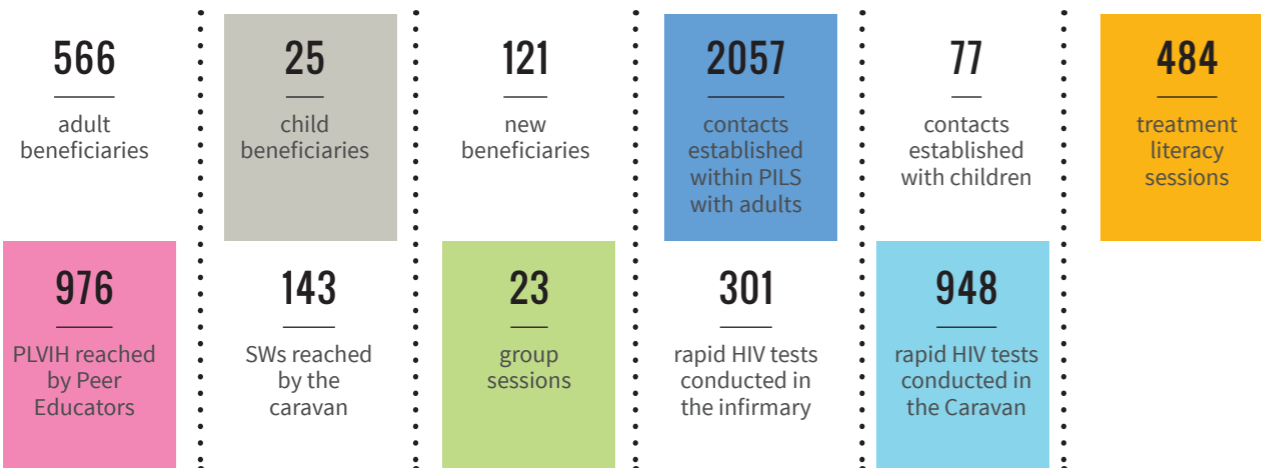 566
adult
beneficiaries
25
child
beneficiaries
121
new
beneficiaries
2057
contacts
established
within PILS
with adults
77
contacts
established
with children
484
treatment
literacy
sessions
976
PLVIH reached
by Peer
Educators
143
SWs reached
by the
caravan
23
group
sessions
301
rapid HIV tests
conducted in
the infirmary
948
rapid HIV tests
conducted in
the Caravan